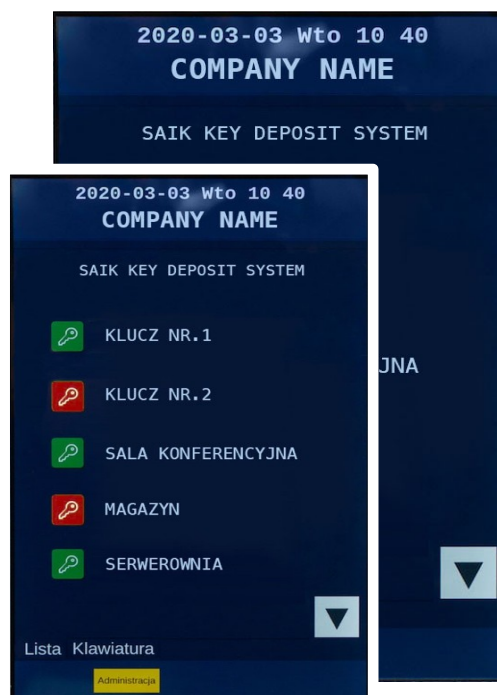 2020-03-03 Wto 10 40
COMPANY NAME
SAIK KEY DEPOSIT SYSTEM
JNA
2020-03-03 Wto 10 40
COMPANY NAME
SAIK KEY DEPOSIT SYSTEM
KLUCZ NR.1
KLUCZ NR.2
SALA KONFERENCYJNA
MAGAZYN
SERWEROWNIA
Lista Klawiatura
Administracja